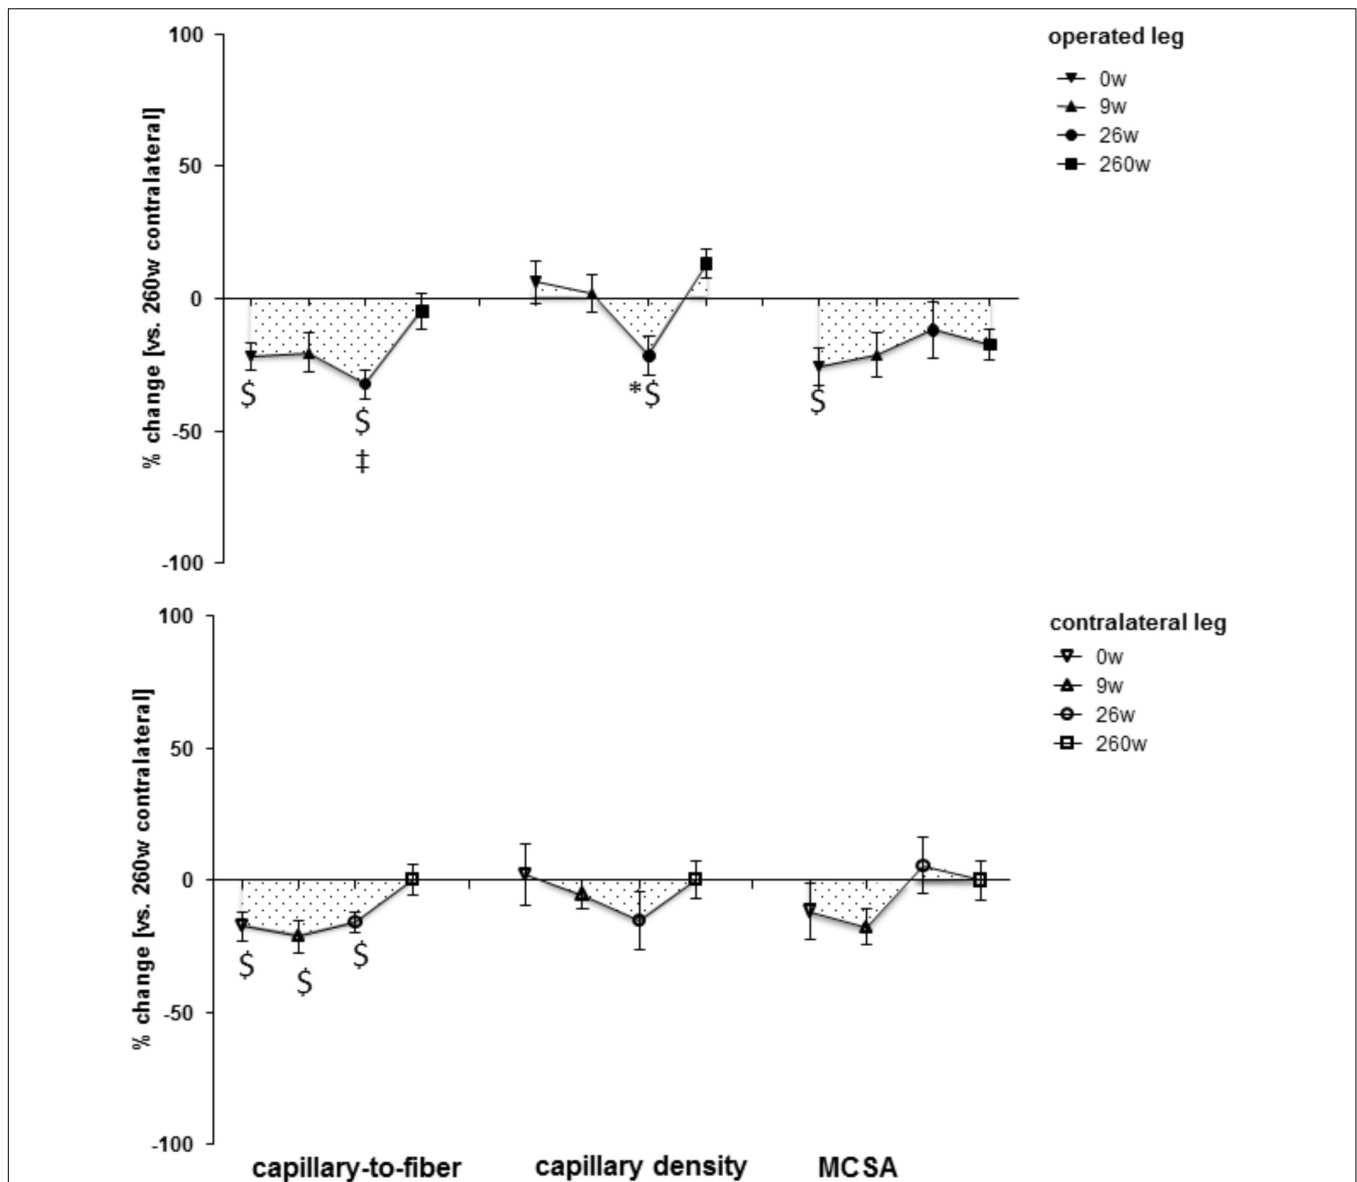 100
50
0
-50
-100
% change [vs. 260w contralateral]
operated leg
0w
9w
26w
260w
$
$
‡
*$
$
100
50
0
-50
-100
% change [vs. 260w contralateral]
contralateral leg
0w
9w
26w
260w
$
$
$
capillary-to-fiber capillary density MCSA